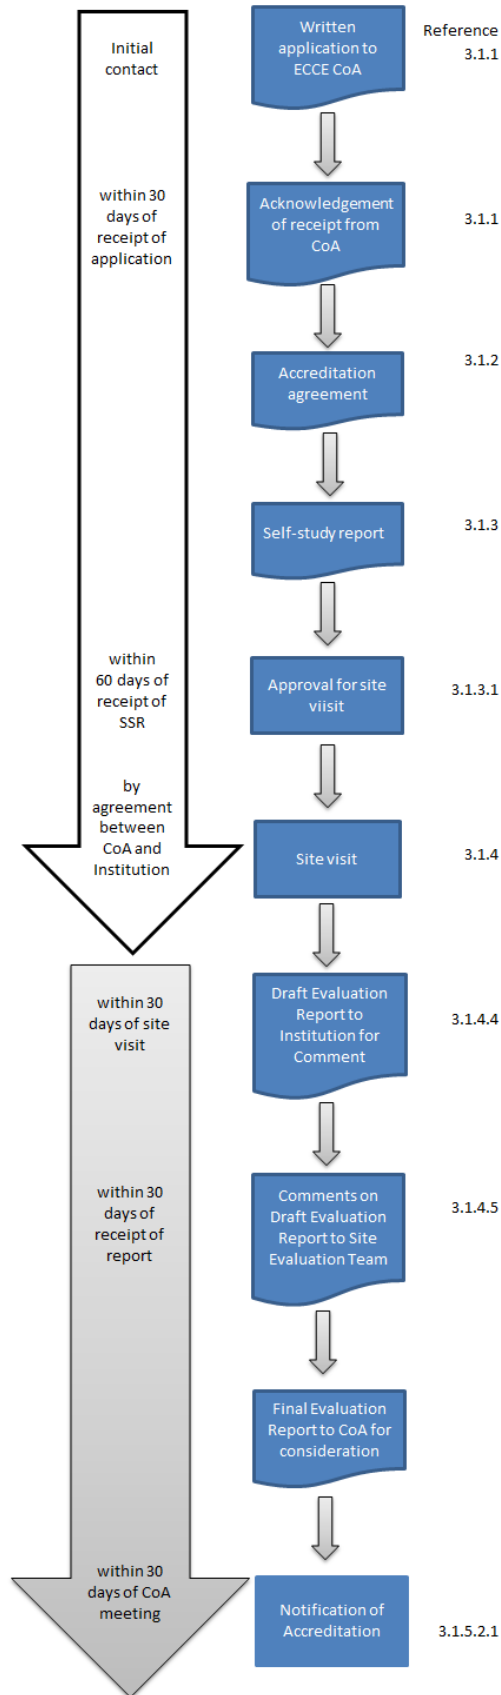 Initial
contact
Written
application to
ECCE CoA
Reference
3.1.1
within 30
days of
receipt of
application
Acknowledgement
of receipt from
CoA
3.1.1
Accreditation
agreement
3.1.2
Self-study report
3.1.3
within
60 days of
receipt of
SSR
Approval for site
viisit
3.1.3.1
by
agreement
between
CoA and
Institution
Site visit
3.1.4
within 30
days of site
visit
Draft Evaluation
Report to
Institution for
Comment
3.1.4.4
within 30
days of
receipt of
report
Comments on
Draft Evaluation
Report to Site
Evaluation Team
3.1.4.5
Final Evaluation
Report to CoA for
consideration
within 30
days of CoA
meeting
Notification of
Accreditation
3.1.5.2.1